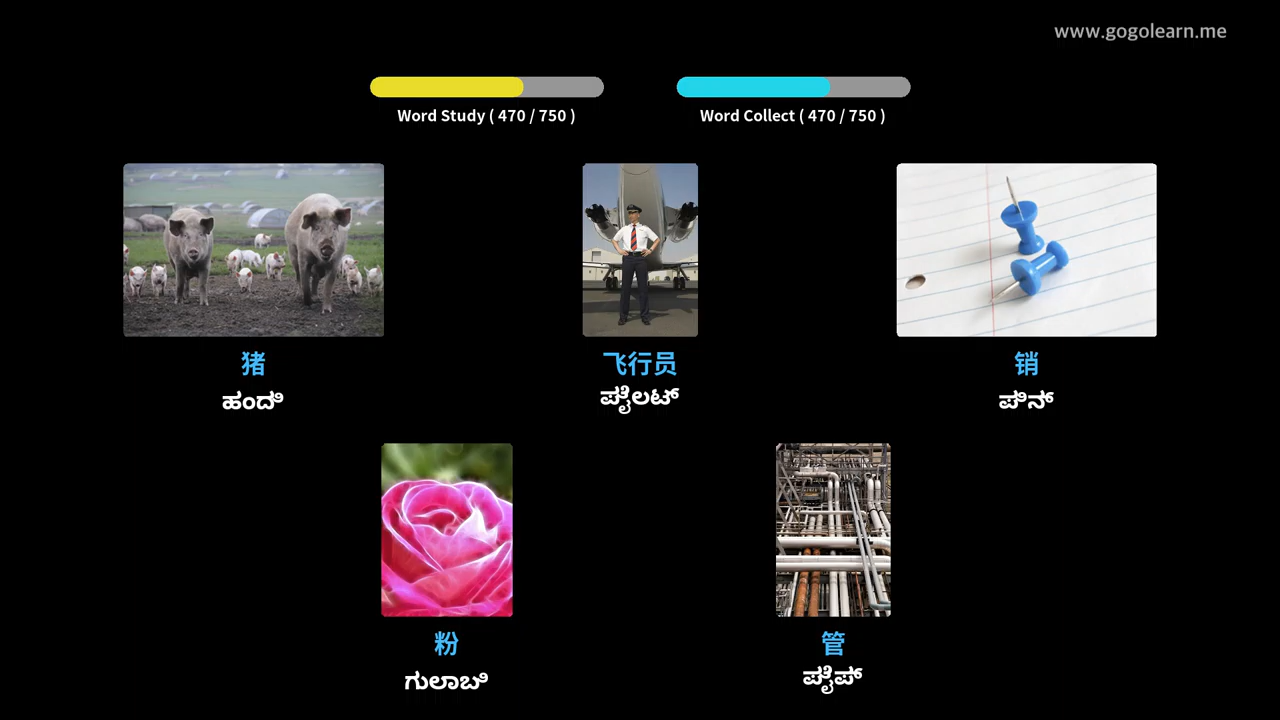 www.gogolearn.me
Word Study ( 470 / 750 )
Word Collect ( 470 / 750 )
猪
ಹಂದಿ
飞行员
ಪೈಲಟ್
销
ಪಿನ್
粉
ಗುಲಾಬಿ
管
ಪೈಪ್